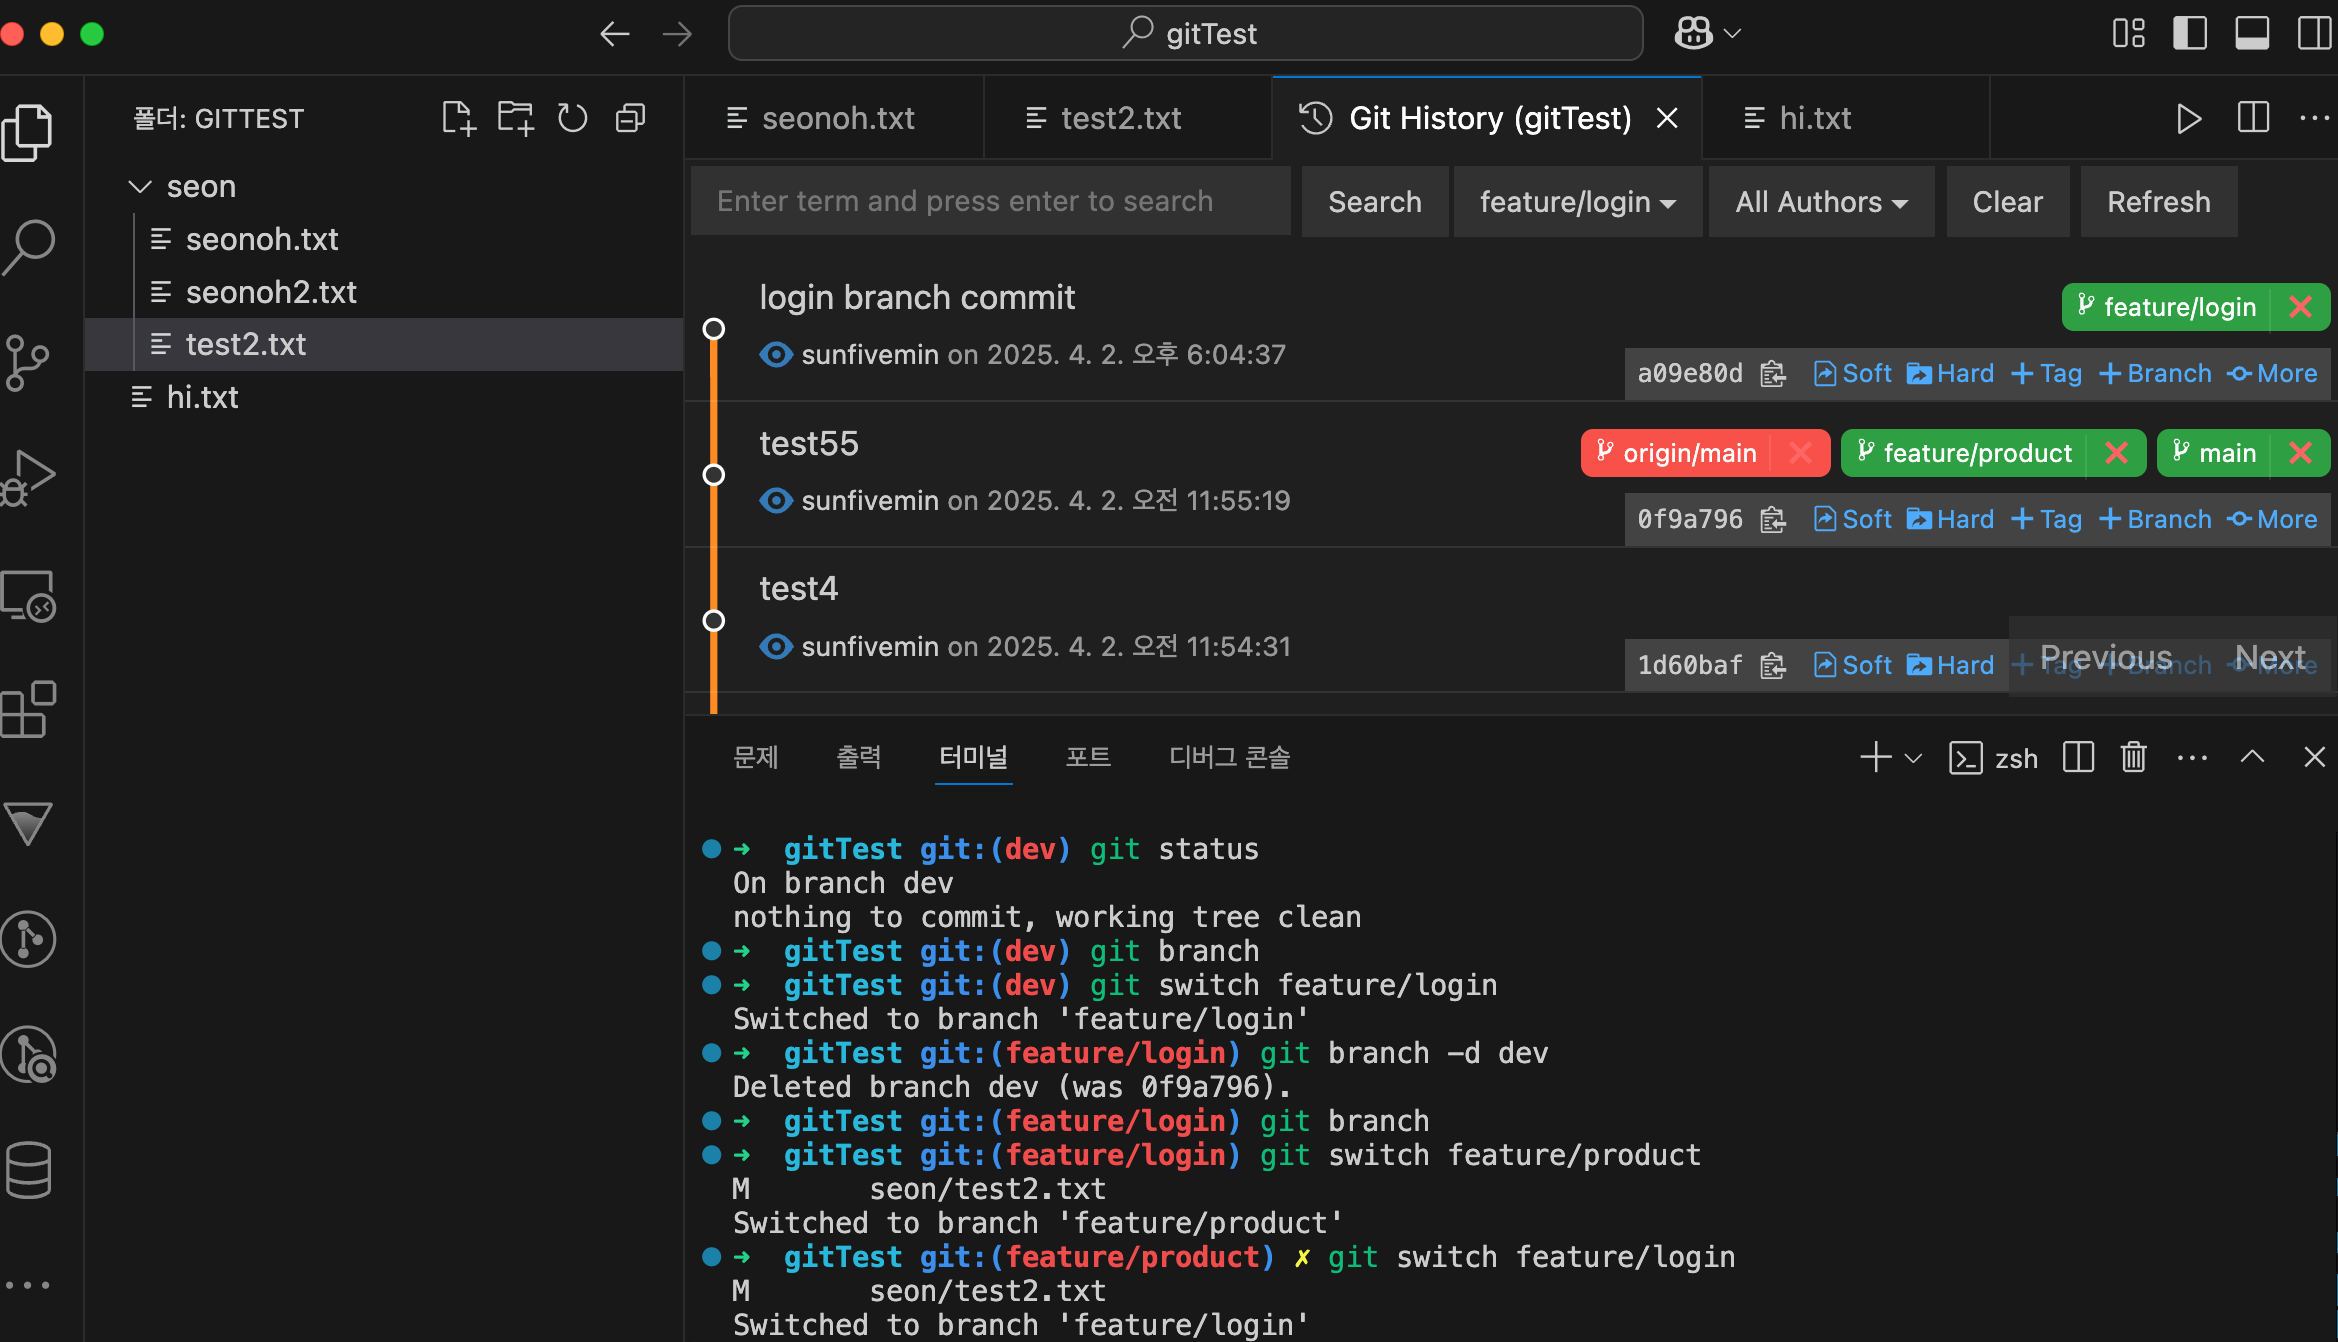 gitTest
폴더: GITTEST
seon
seonoh.txt
seonoh2.txt
test2.txt
hi.txt
seonoh.txt
test2.txt
Git History (gitTest)
hi.txt
Enter term and press enter to search
Search
feature/login
All Authors
Clear
Refresh
login branch commit
feature/login
sunfivemin on 2025. 4. 2. 오후 6:04:37
a09e80d Soft Hard Tag Branch More
test55
origin/main feature/product main
sunfivemin on 2025. 4. 2. 오전 11:55:19
0f9a796 Soft Hard Tag Branch More
test4
sunfivemin on 2025. 4. 2. 오전 11:54:31
1d60baf Soft Hard Tag Branch More
Previous Next
문제 출력 터미널 포트 디버그 콘솔
zsh
➜ gitTest git:(dev) git status
On branch dev
nothing to commit, working tree clean
➜ gitTest git:(dev) git branch
➜ gitTest git:(dev) git switch feature/login
Switched to branch 'feature/login'
➜ gitTest git:(feature/login) git branch -d dev
Deleted branch dev (was 0f9a796).
➜ gitTest git:(feature/login) git branch
➜ gitTest git:(feature/login) git switch feature/product
M seon/test2.txt
Switched to branch 'feature/product'
➜ gitTest git:(feature/product) ✗ git switch feature/login
M seon/test2.txt
Switched to branch 'feature/login'